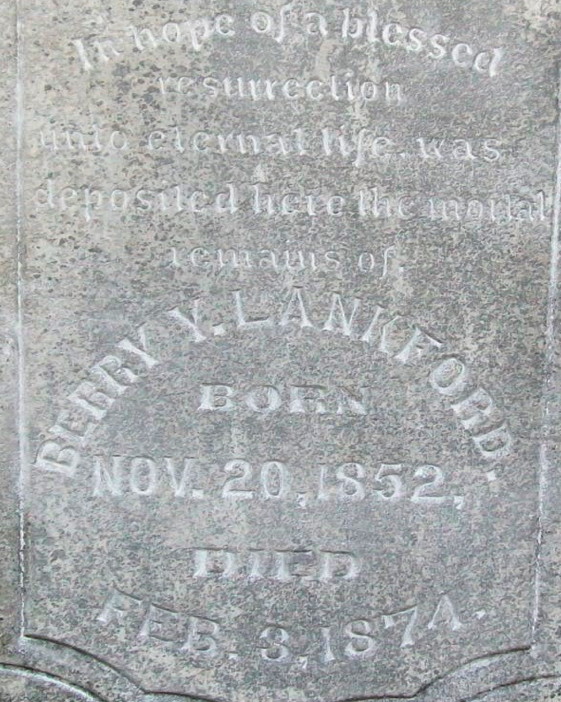 In hope of a blessed
resurrection
unto eternal life, was
deposited here the mortal
remains of,
BERRY Y. LANKFORD,
BORN
NOV. 20, 1852,
DIED
FEB. 3, 1874.